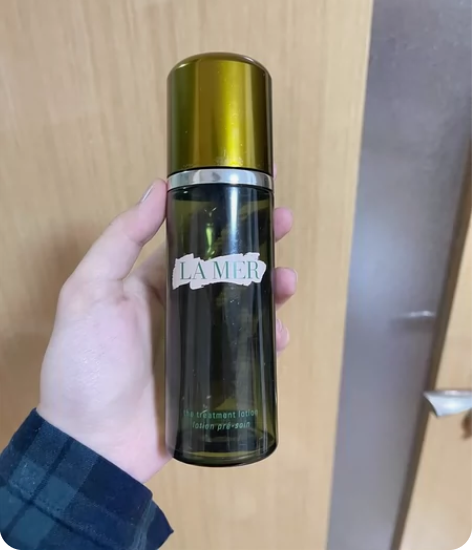 LA MER
the treatment lotion
lotion pré-soin